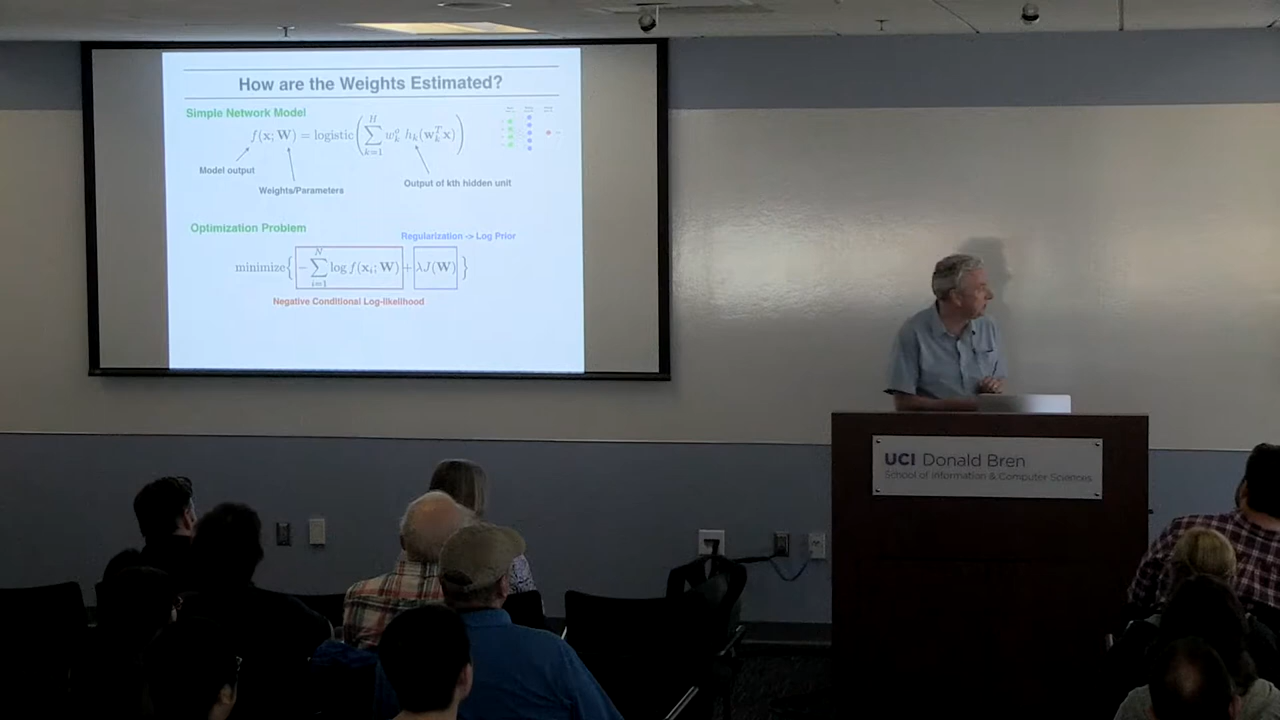 How are the Weights Estimated?
Simple Network Model
f(x; W) = logistic( ∑_{k=1}^{H} w_k^o h_k(w_k^T x) )
Model output
Weights/Parameters
Output of kth hidden unit
Optimization Problem
Regularization -> Log Prior
minimize{ − ∑_{i=1}^{N} log f(x_i; W) + λJ(W) }
Negative Conditional Log-likelihood
UCI Donald Bren
School of Information & Computer Sciences